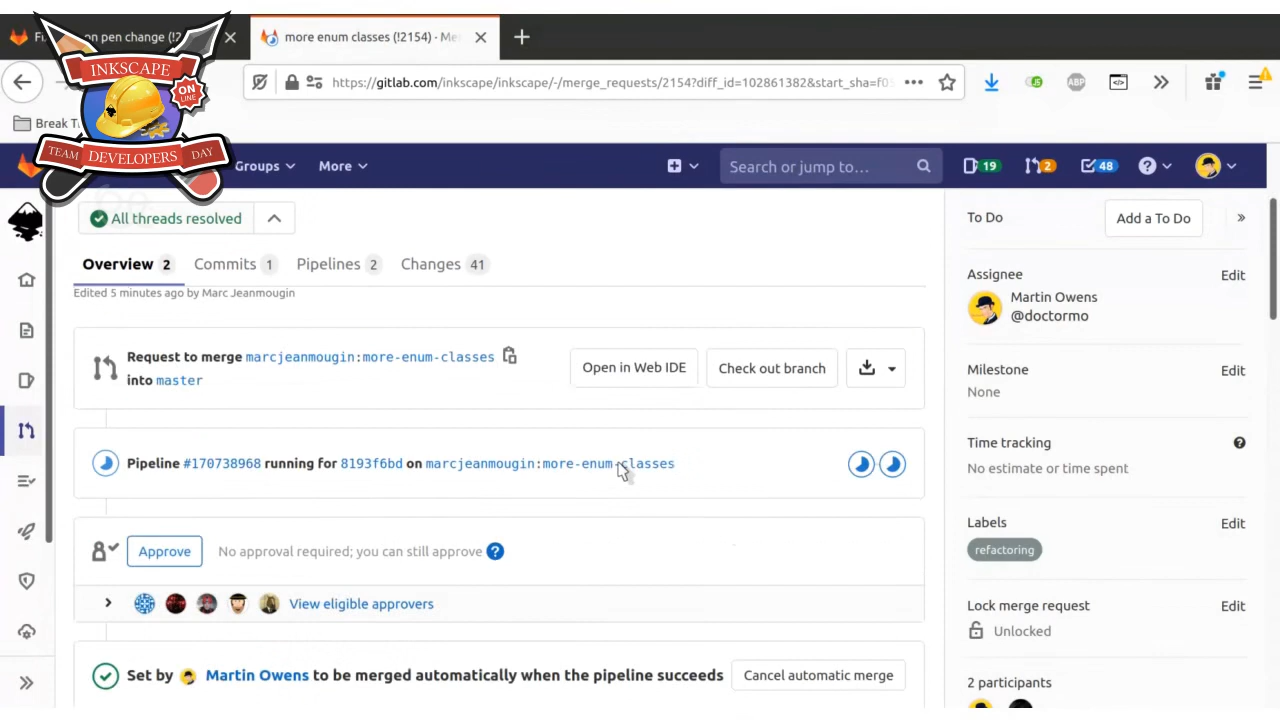 on pen change (!2
more enum classes (!2154) · Me
https://gitlab.com/inkscape/inkscape/-/merge_requests/2154?diff_id=102861382&start_sha=f05
ABP
INKSCAPE
ON LINE
TEAM DEVELOPERS DAY
Groups
More
Search or jump to...
19
2
48
All threads resolved
Overview 2
Commits 1
Pipelines 2
Changes 41
Edited 5 minutes ago by Marc Jeanmougin
Request to merge marcjeanmougin:more-enum-classes
into master
Open in Web IDE
Check out branch
Pipeline #170738968 running for 8193f6bd on marcjeanmougin:more-enum-classes
Approve
No approval required; you can still approve
View eligible approvers
Set by Martin Owens to be merged automatically when the pipeline succeeds
Cancel automatic merge
To Do
Add a To Do
Assignee
Edit
Martin Owens
@doctormo
Milestone
Edit
None
Time tracking
No estimate or time spent
Labels
Edit
refactoring
Lock merge request
Edit
Unlocked
2 participants